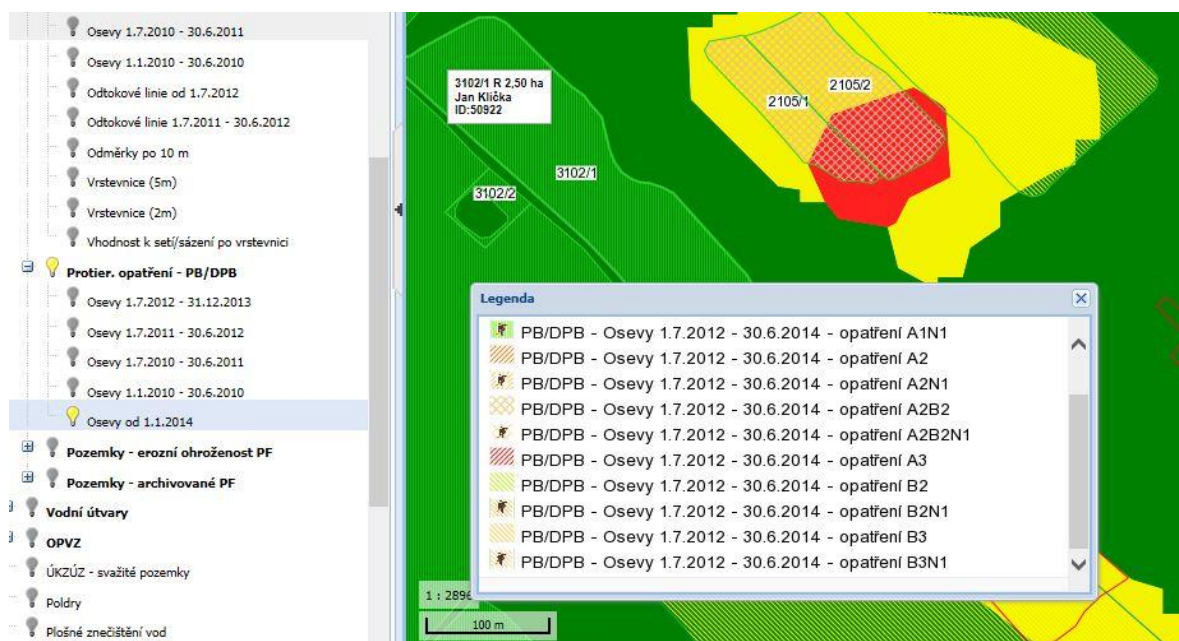 Osevy 1.7.2010 - 30.6.2011
Osevy 1.1.2010 - 30.6.2010
Odtokové linie od 1.7.2012
Odtokové linie 1.7.2011 - 30.6.2012
Odměrky po 10 m
Vrstevnice (5m)
Vrstevnice (2m)
Vhodnost k setí/sázení po vrstevnici
Protier. opatření - PB/DPB
Osevy 1.7.2012 - 31.12.2013
Osevy 1.7.2011 - 30.6.2012
Osevy 1.7.2010 - 30.6.2011
Osevy 1.1.2010 - 30.6.2010
Osevy od 1.1.2014
Pozemky - erozní ohroženost PF
Pozemky - archivované PF
Vodní útvary
OPVZ
ÚKZÚZ - svažité pozemky
Poldry
Plošné znečištění vod
3102/1 R 2,50 ha
Jan Klička
ID:50922
2105/2
2105/1
3102/1
3102/2
Legenda
PB/DPB - Osevy 1.7.2012 - 30.6.2014 - opatření A1N1
PB/DPB - Osevy 1.7.2012 - 30.6.2014 - opatření A2
PB/DPB - Osevy 1.7.2012 - 30.6.2014 - opatření A2N1
PB/DPB - Osevy 1.7.2012 - 30.6.2014 - opatření A2B2
PB/DPB - Osevy 1.7.2012 - 30.6.2014 - opatření A2B2N1
PB/DPB - Osevy 1.7.2012 - 30.6.2014 - opatření A3
PB/DPB - Osevy 1.7.2012 - 30.6.2014 - opatření B2
PB/DPB - Osevy 1.7.2012 - 30.6.2014 - opatření B2N1
PB/DPB - Osevy 1.7.2012 - 30.6.2014 - opatření B3
PB/DPB - Osevy 1.7.2012 - 30.6.2014 - opatření B3N1
1 : 2896
100 m